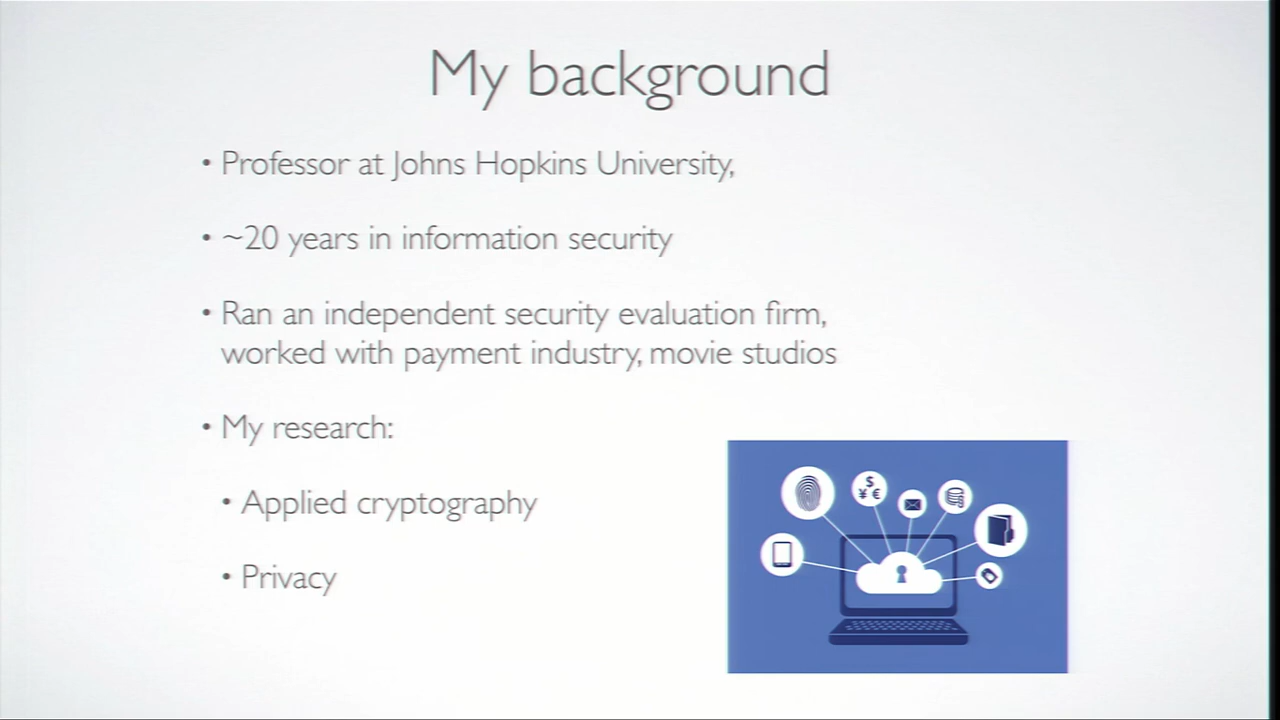 My background
• Professor at Johns Hopkins University,
• ~20 years in information security
• Ran an independent security evaluation firm,
worked with payment industry, movie studios
• My research:
• Applied cryptography
• Privacy
$
¥ €